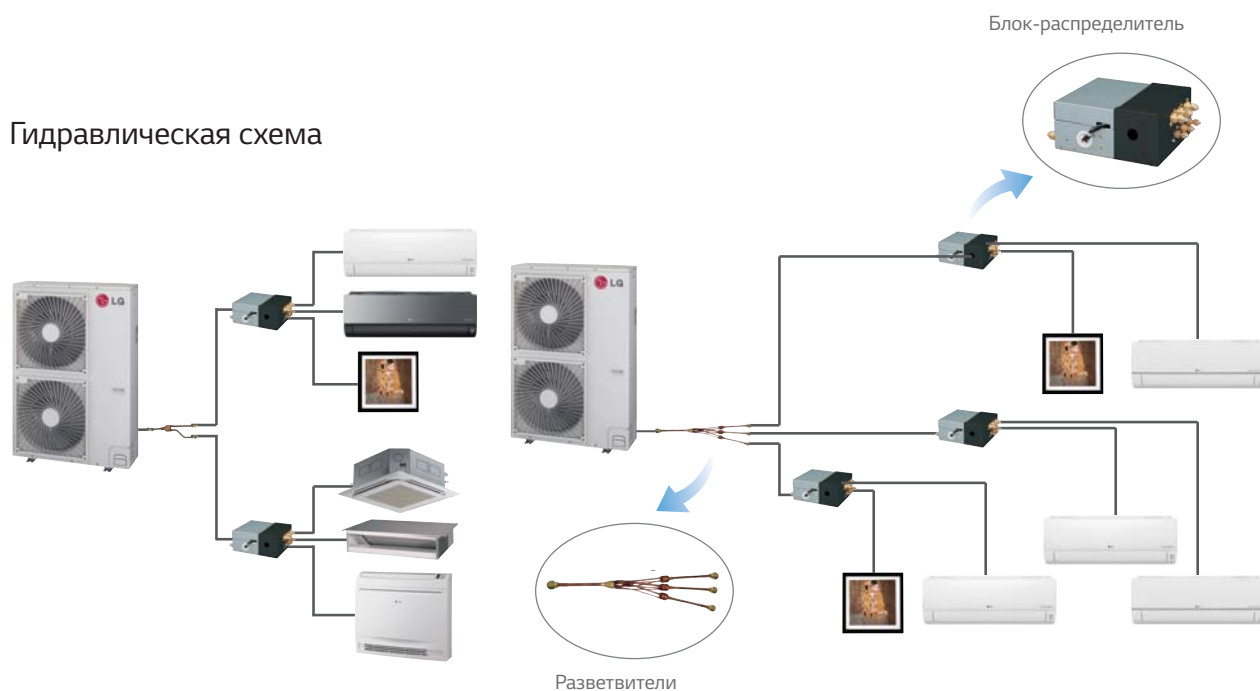 Блок-распределитель
Гидравлическая схема
LG
LG
Разветвители